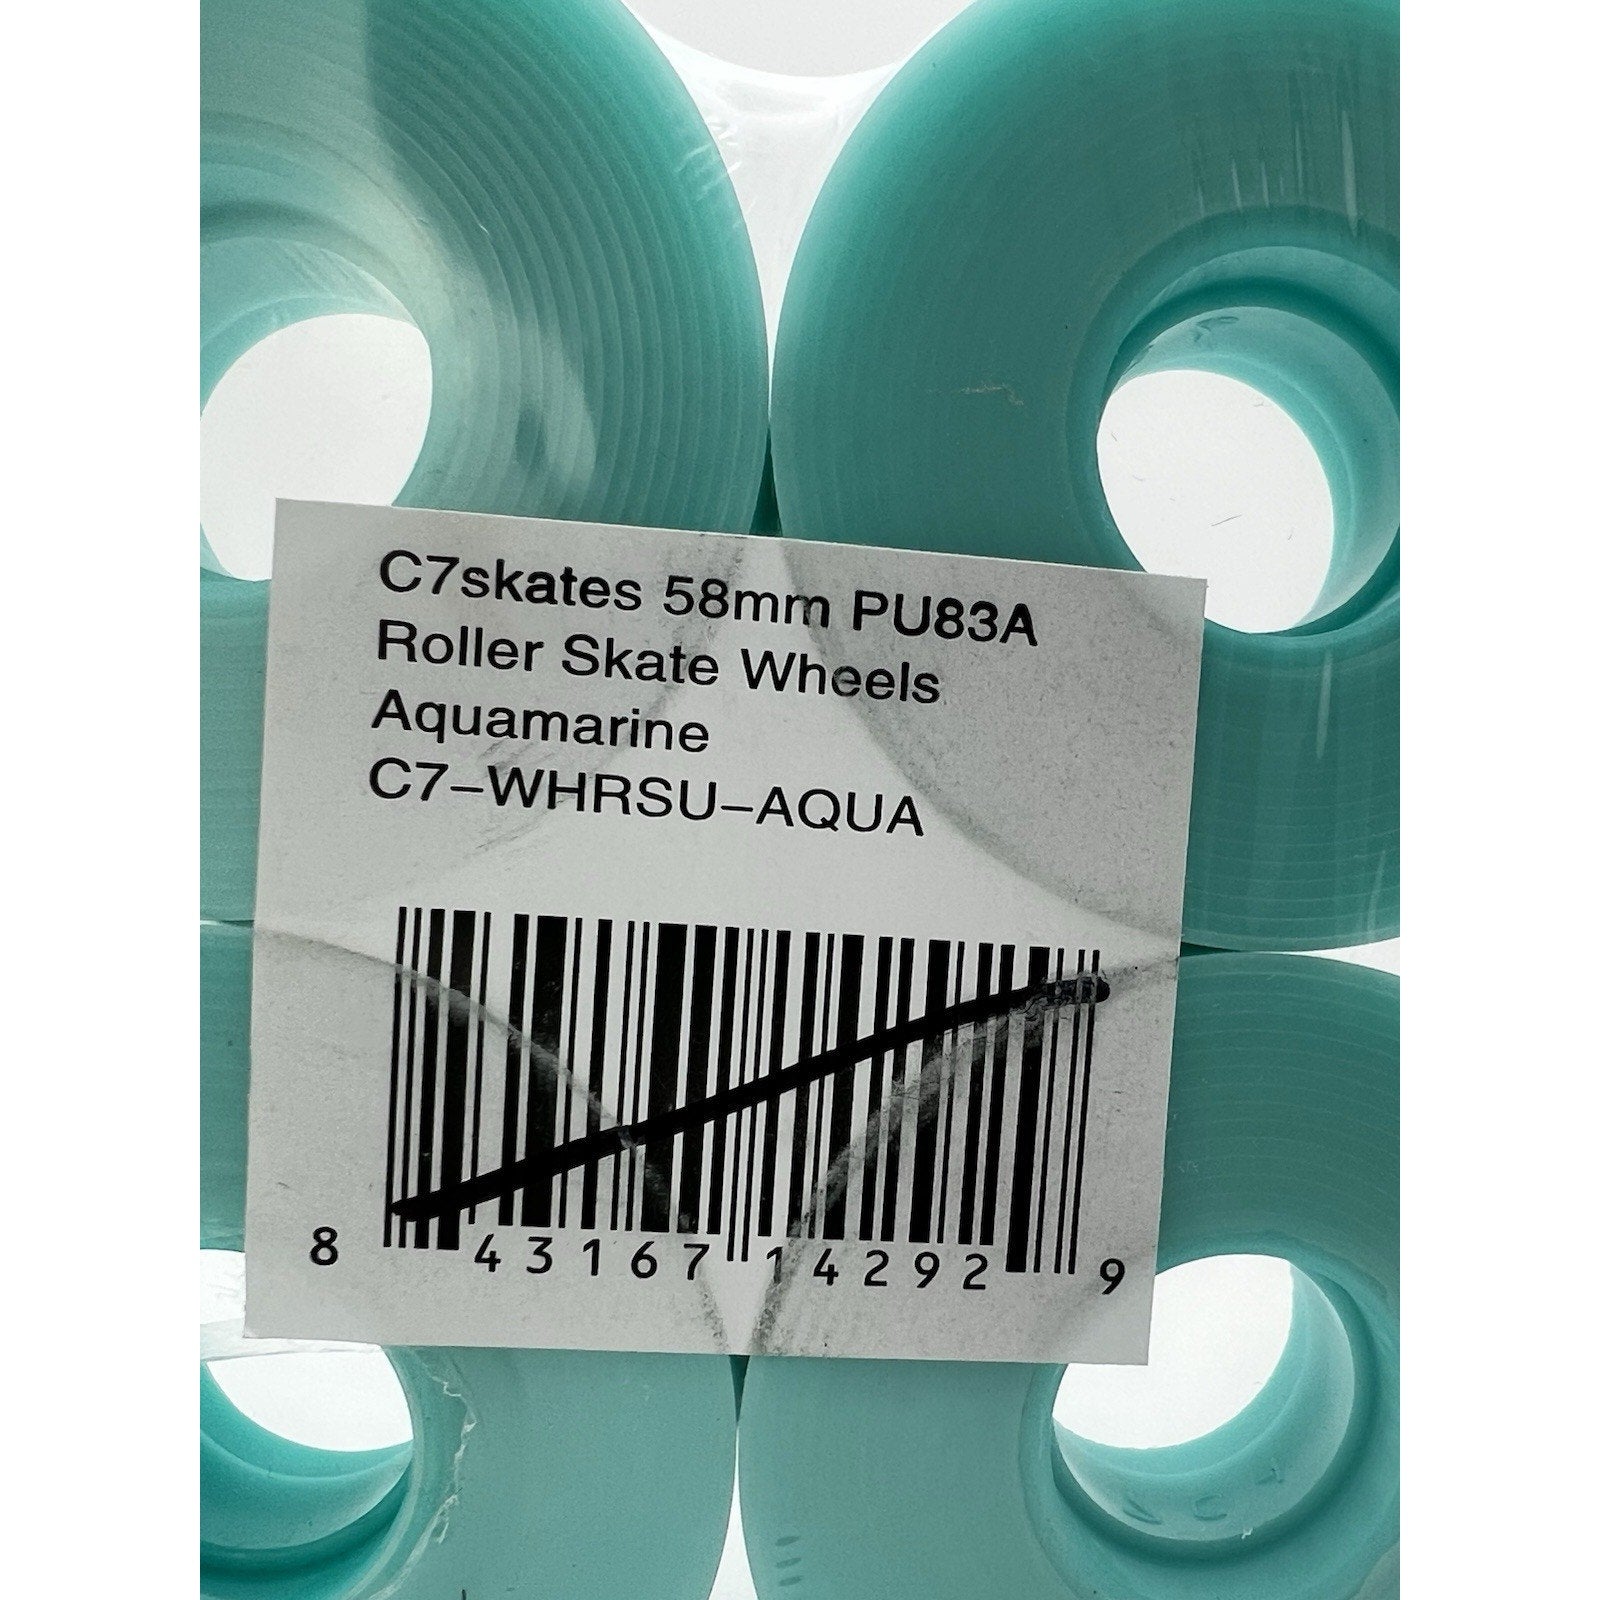 C7skates 58mm PU83A
Roller Skate Wheels
Aquamarine
C7–WHRSU–AQUA
8 43167 14292 9